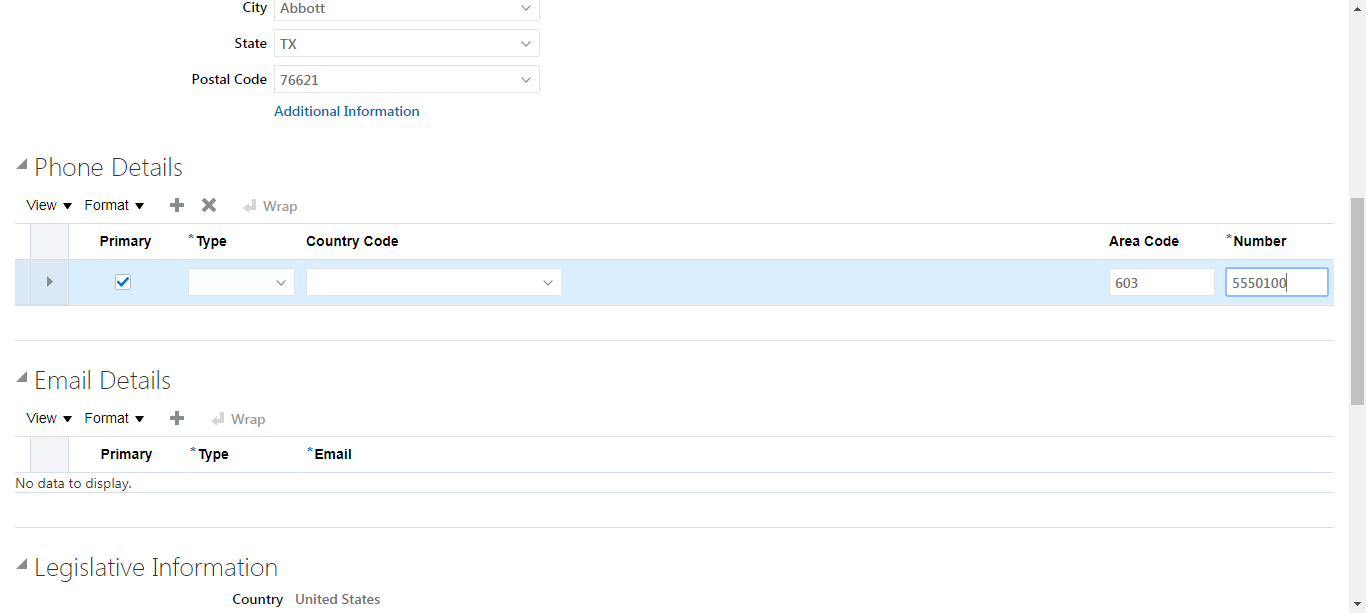 City Abbott
State TX
Postal Code 76621
Additional Information
Phone Details
View Format Wrap
Primary *Type Country Code Area Code *Number
603 5550100
Email Details
View Format Wrap
Primary *Type *Email
No data to display.
Legislative Information
Country United States